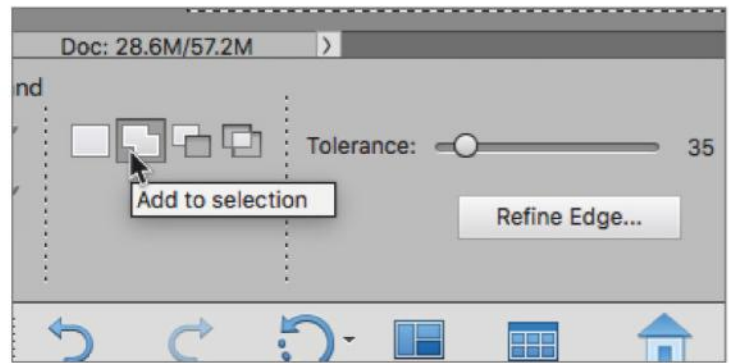 Doc: 28.6M/57.2M
nd
Tolerance: 35
Add to selection
Refine Edge...